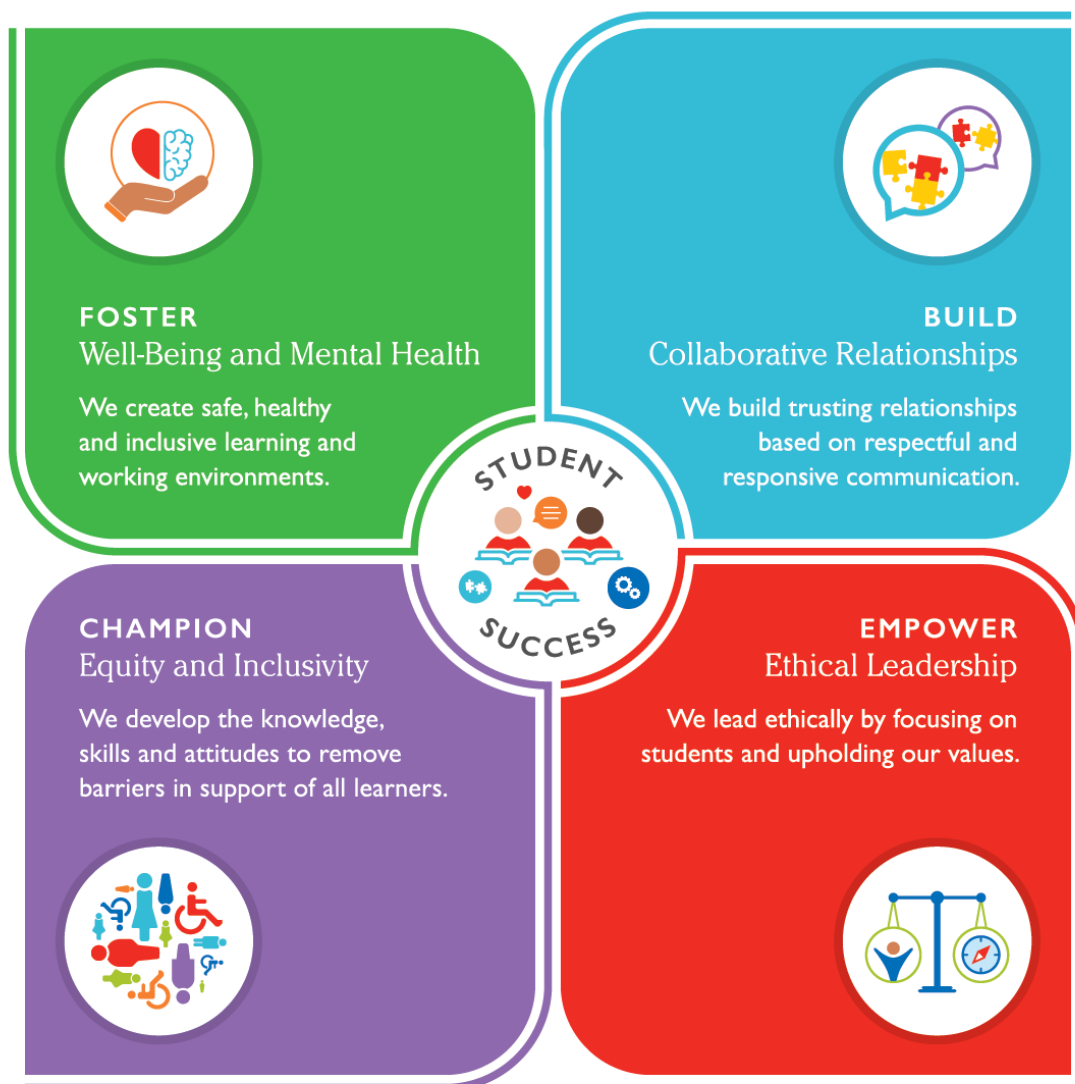 FOSTER
Well-Being and Mental Health
We create safe, healthy
and inclusive learning and
working environments.
BUILD
Collaborative Relationships
We build trusting relationships
based on respectful and
responsive communication.
STUDENT
SUCCESS
CHAMPION
Equity and Inclusivity
We develop the knowledge,
skills and attitudes to remove
barriers in support of all learners.
EMPOWER
Ethical Leadership
We lead ethically by focusing on
students and upholding our values.